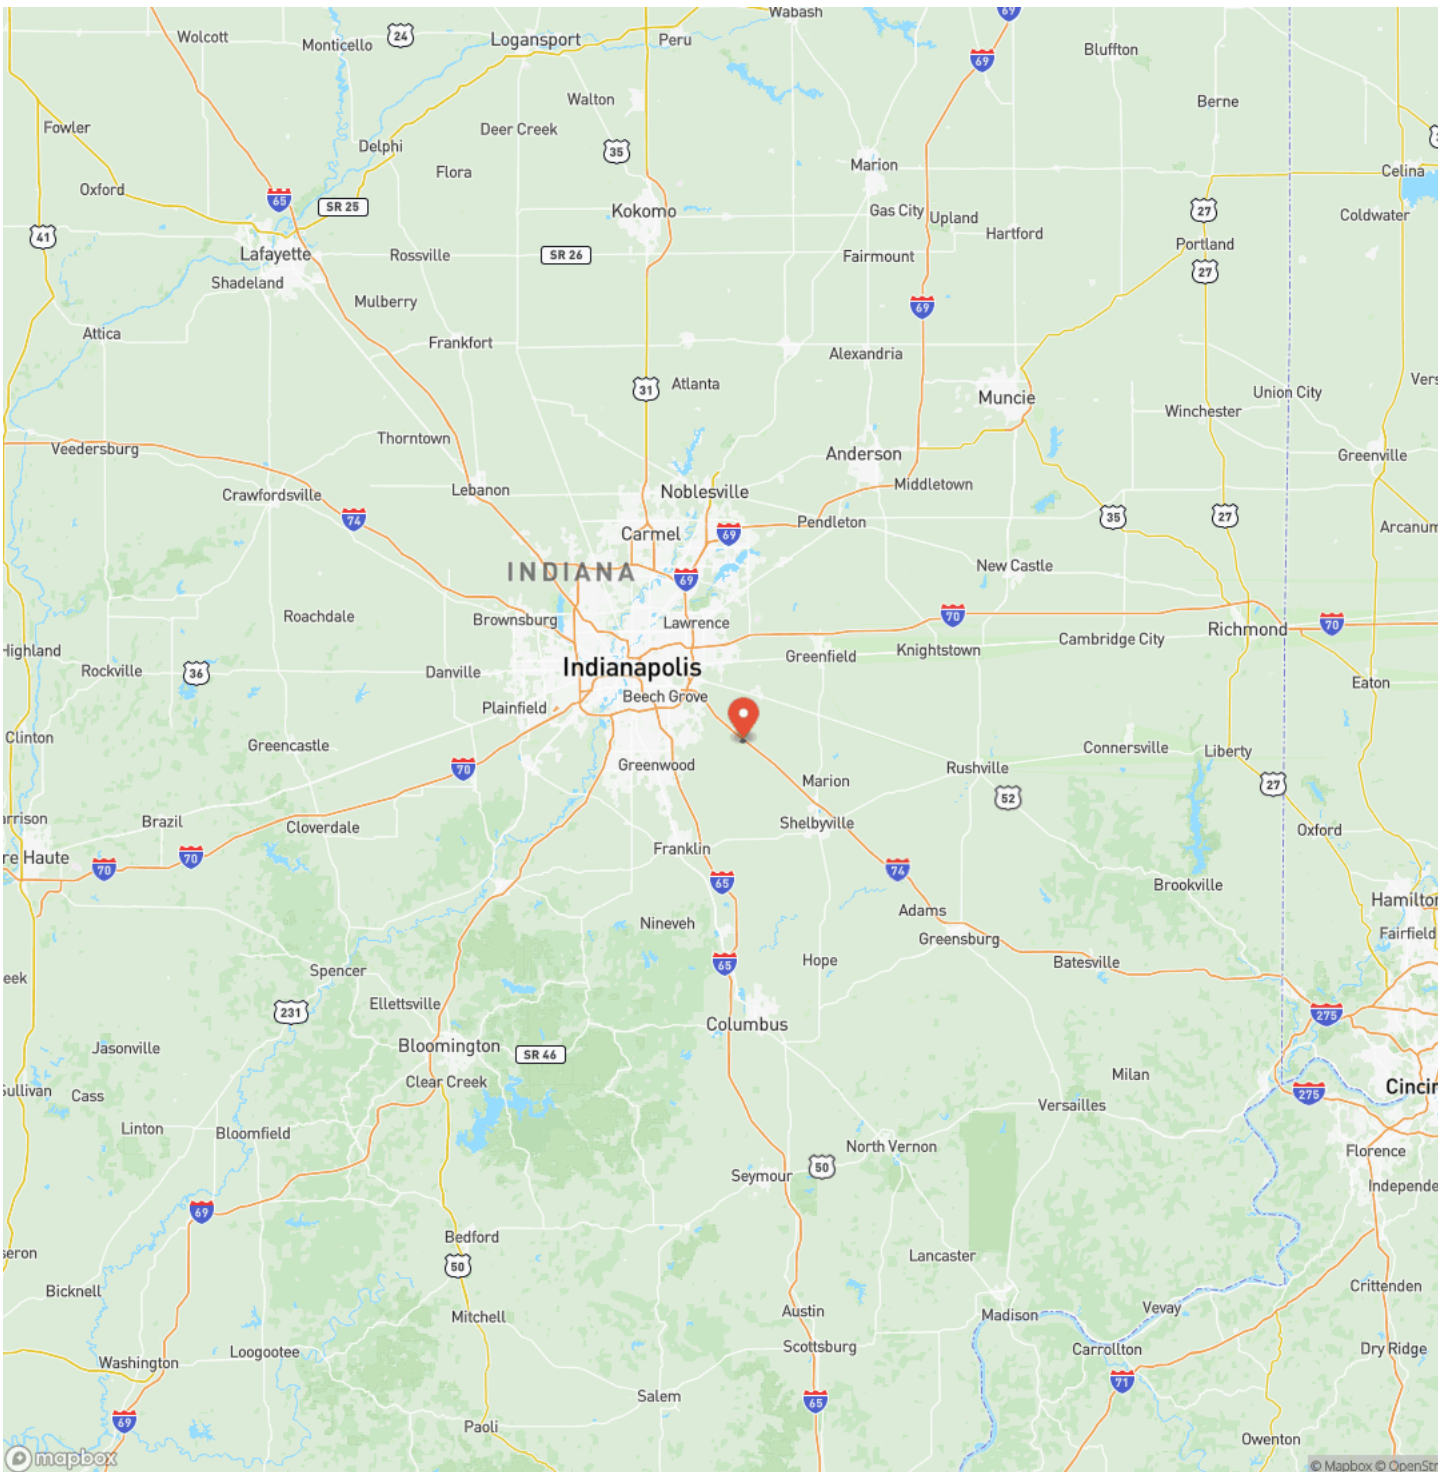 69
Wabash
Wolcott
24
Monticello
Logansport
Peru
Bluffton
69
Walton
Berne
Fowler
Deer Creek
35
Delphi
Flora
Marion
Celina
Oxford
65
SR 25
Kokomo
Gas City
Upland
27
Coldwater
41
Hartford
Lafayette
Rossville
SR 26
Fairmount
Portland
27
Shadeland
Mulberry
69
Attica
Frankfort
Alexandria
31
Atlanta
Muncie
Union City
Vers
Winchester
Thorntown
Veedersburg
Anderson
Greenville
Crawfordsville
Lebanon
Noblesville
Middletown
74
Carmel
69
Pendleton
35
27
Arcanum
INDIANA
69
New Castle
Roachdale
Brownsburg
Lawrence
70
70
Richmond
Cambridge City
Highland
Rockville
36
Danville
Indianapolis
Greenfield
Knightstown
Eaton
Plainfield
Beech Grove
Clinton
Greencastle
Connersville
Liberty
70
Greenwood
Marion
Rushville
52
27
arrison
Brazil
Cloverdale
Shelbyville
Oxford
re Haute
70
70
Franklin
65
74
Brookville
Hamilton
Nineveh
Adams
Greensburg
Fairfield
eek
Spencer
65
Hope
Batesville
231
Ellettsville
275
Columbus
Jasonville
Bloomington
SR 46
Sullivan
Cass
Clear Creek
Milan
275
Cincin
Versailles
Linton
Bloomfield
North Vernon
Florence
Seymour
50
Independe
69
Bedford
seron
50
Lancaster
Bicknell
Crittenden
Mitchell
Austin
Madison
Vevay
Scottsburg
Carrollton
Dry Ridge
Washington
Loogootee
71
Salem
65
69
Paoli
Owenton
mapbox
© Mapbox © OpenStr